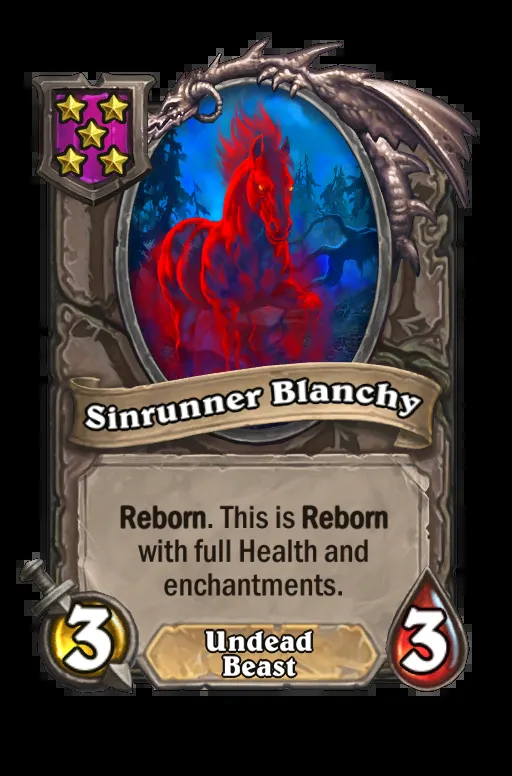 Sinrunner Blanchy
Reborn. This is Reborn
with full Health and
enchantments.
3
Undead
Beast
3